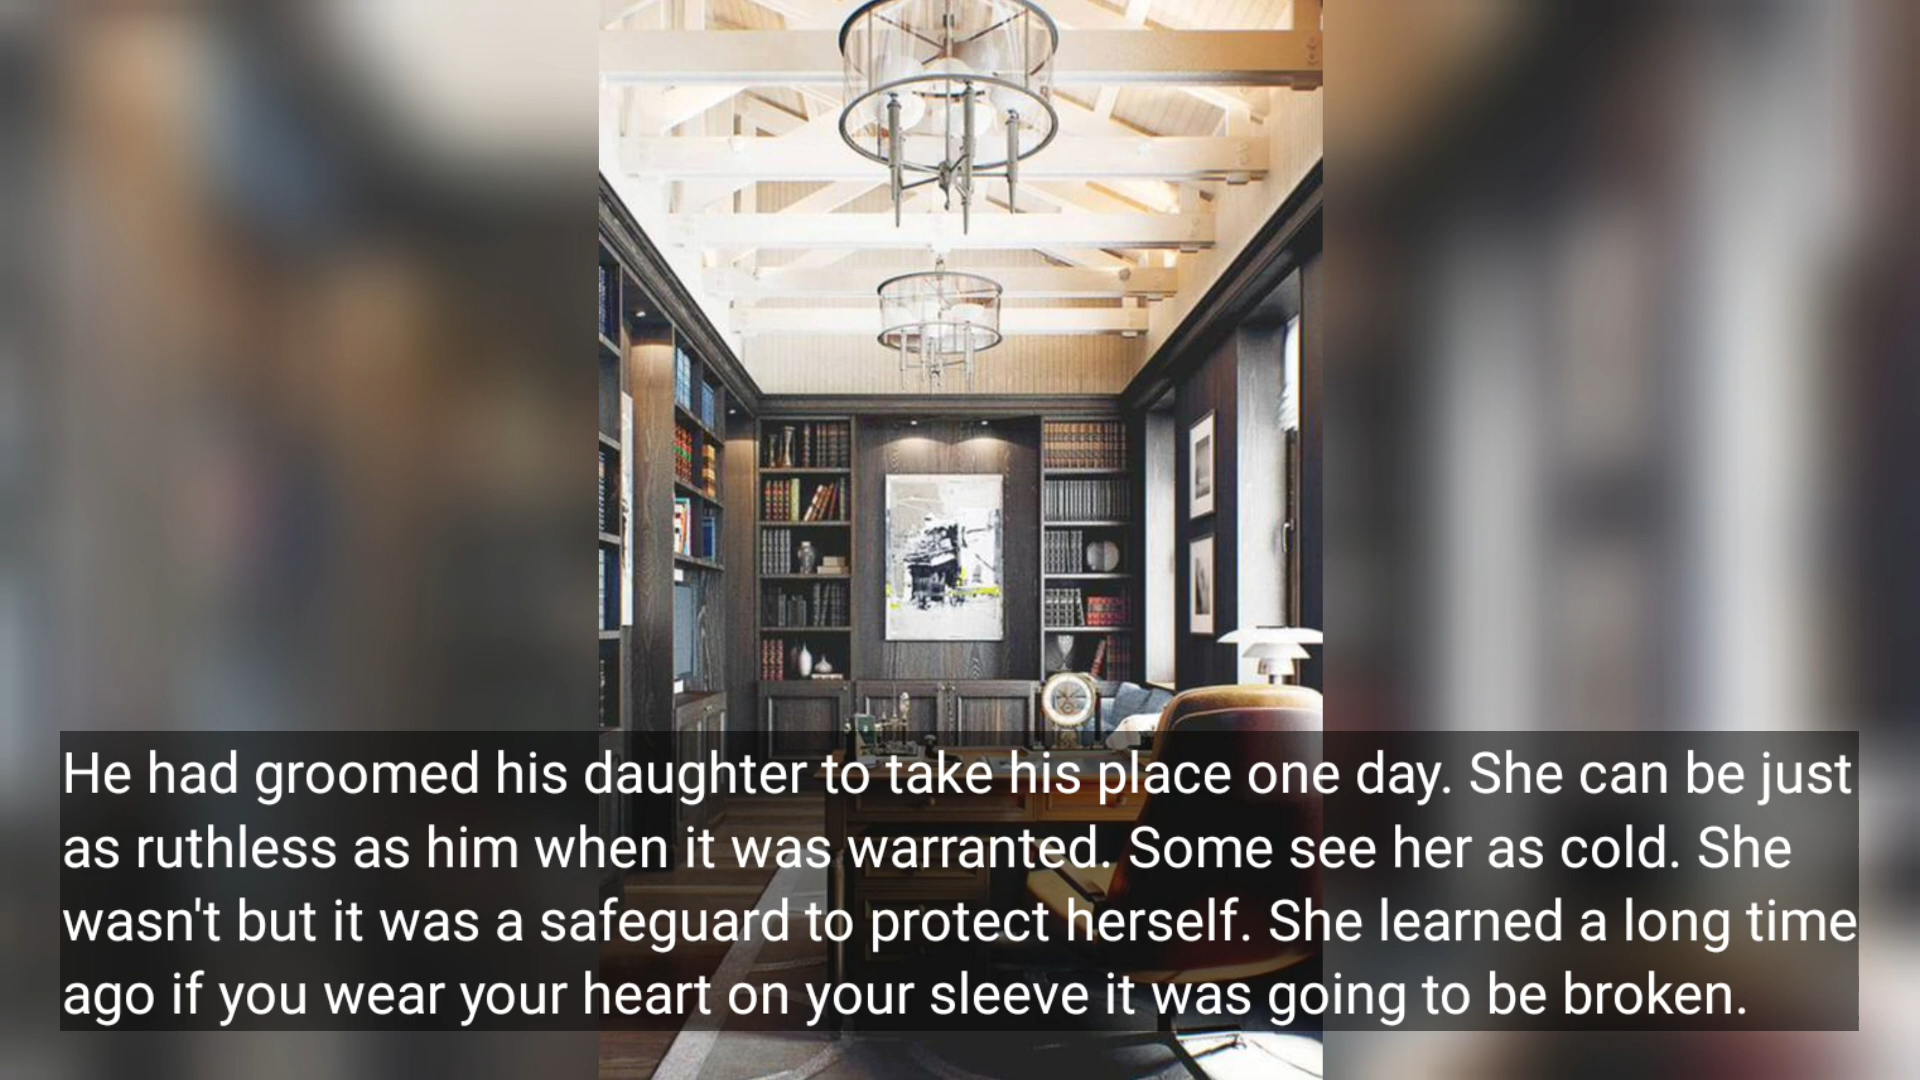 He had groomed his daughter to take his place one day. She can be just
as ruthless as him when it was warranted. Some see her as cold. She
wasn't but it was a safeguard to protect herself. She learned a long time
ago if you wear your heart on your sleeve it was going to be broken.